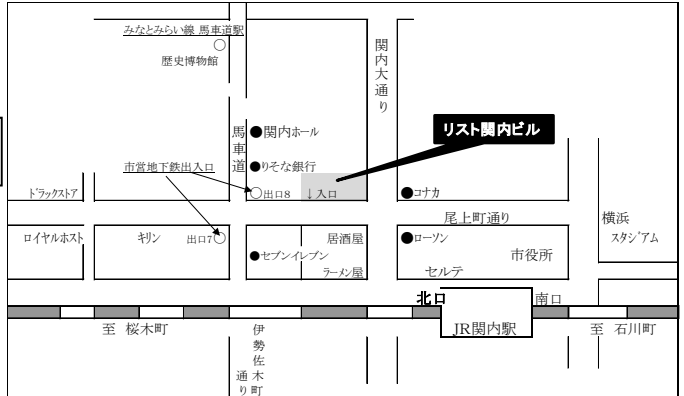 みなとみらい線 馬車道駅
歴史博物館
関内大通り
馬車道
●関内ホール
リスト関内ビル
市営地下鉄出入口
●りそな銀行
ドラックストア
出口8
↓入口
●コナカ
尾上町通り
横浜
スタジアム
ロイヤルホスト
キリン
出口7
居酒屋
●ローソン
市役所
●セブンイレブン
ラーメン屋
セルテ
北口
南口
至 桜木町
伊勢佐木町
通り
JR関内駅
至 石川町